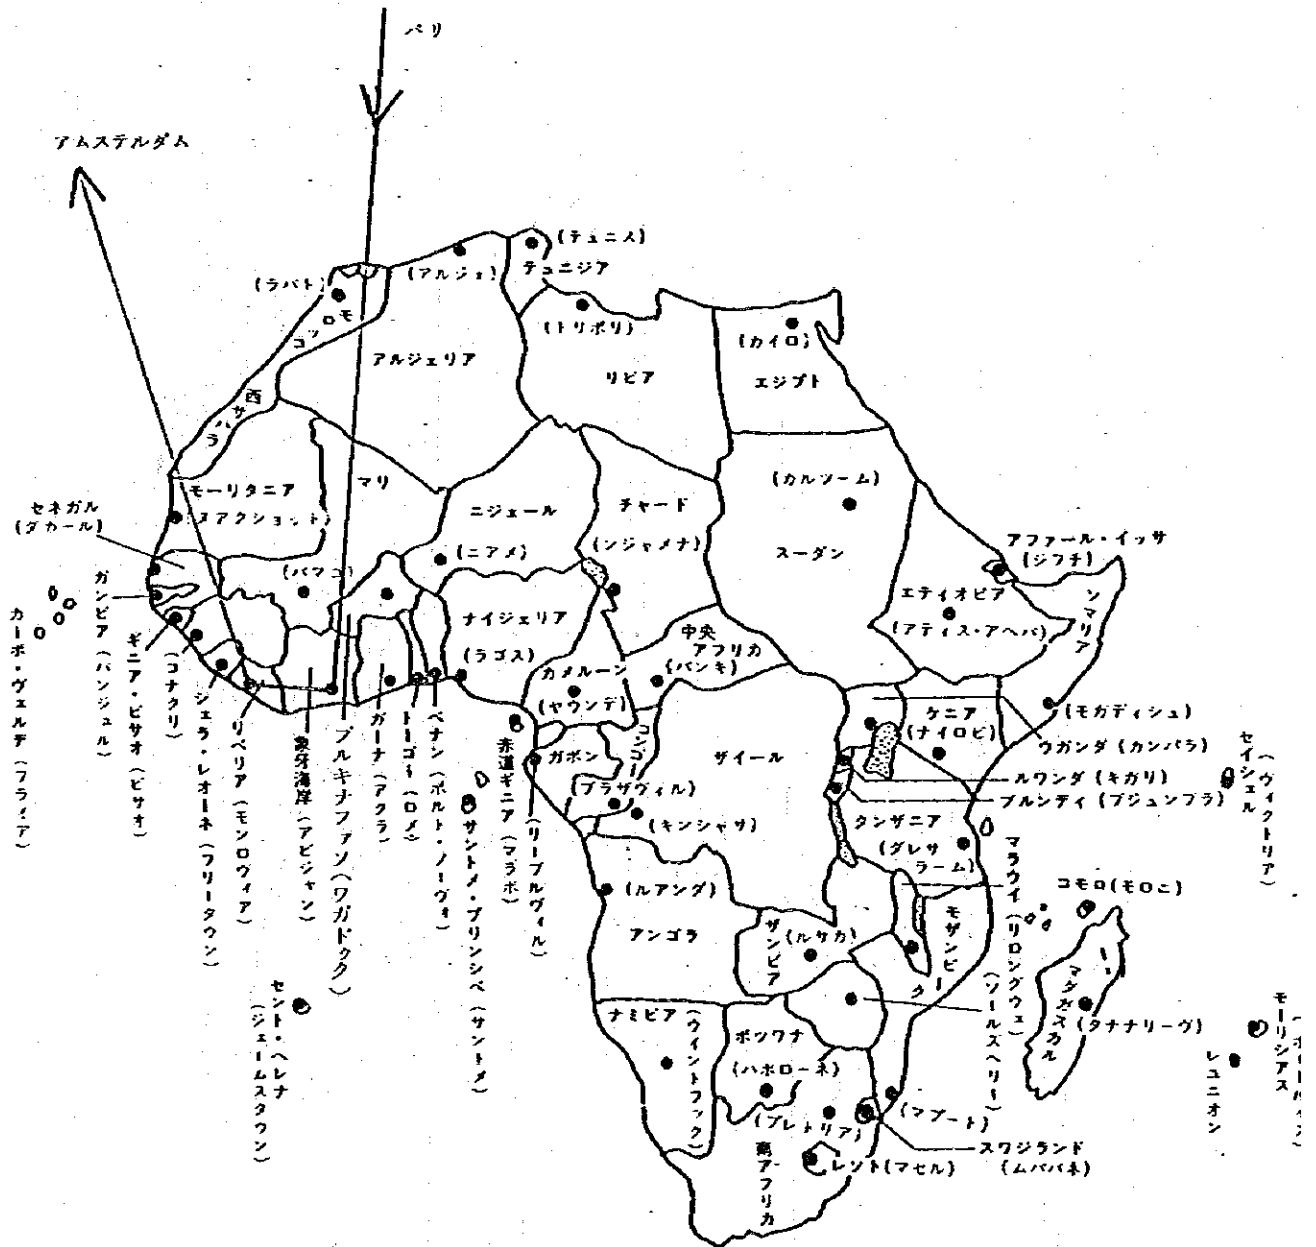 パリ
アムステルダム
(テュニス)
テュニジア
(アルジェ)
(ラバト)
モロッコ
(トリポリ)
(カイロ)
アルジェリア
リビア
エジプト
西サハラ
モーリタニア
(ヌアクショット)
マリ
(バマコ)
ニジェール
(ニアメ)
チャード
(ンジャメナ)
(カルツーム)
スーダン
アファール・イッサ
(ジフチ)
エティオピア
(アディス・アベバ)
ソマリア
セネガル
(ダカール)
ガンビア(バンジュル)
カーボ・ヴェルデ(プライア)
ギニア・ビサオ(ビサオ)
(コナクリ)
シェラ・レオーネ(フリータウン)
リベリア(モンロヴィア)
象牙海岸(アビジャン)
ブルキナファソ(ワガドゥク)
ガーナ(アクラ)
トーゴー(ロメ)
ベナン(ポルト・ノーヴォ)
ナイジェリア
(ラゴス)
カメルーン
(ヤウンデ)
中央
アフリカ
(バンギ)
赤道ギニア(マラボ)
サントメ・プリンシペ(サントメ)
(リーブルヴィル)
ガボン
コンゴー
(ブラザヴィル)
(キンシャサ)
ザイール
ケニア
(ナイロビ)
(モガディシュ)
ウガンダ(カンパラ)
ルワンダ(キガリ)
ブルンディ(ブジュンブラ)
セイシェル
(ヴィクトリア)
タンザニア
(ダレサ
ラーム)
マラウイ(リロングウェ)
コモロ(モロニ)
(ルアンダ)
アンゴラ
ザンビア
(ルサカ)
モザンビーク
(ソールズベリー)
マダガスカル
(タナナリーヴ)
セント・ヘレナ
(ジェームスタウン)
ナミビア
(ウィントフック)
ボツワナ
(ハボローネ)
(プレトリア)
(マプート)
スワジランド
(ムババネ)
レソト(マセル)
南アフリカ
モーリシアス
(ポートルイス)
レユニオン